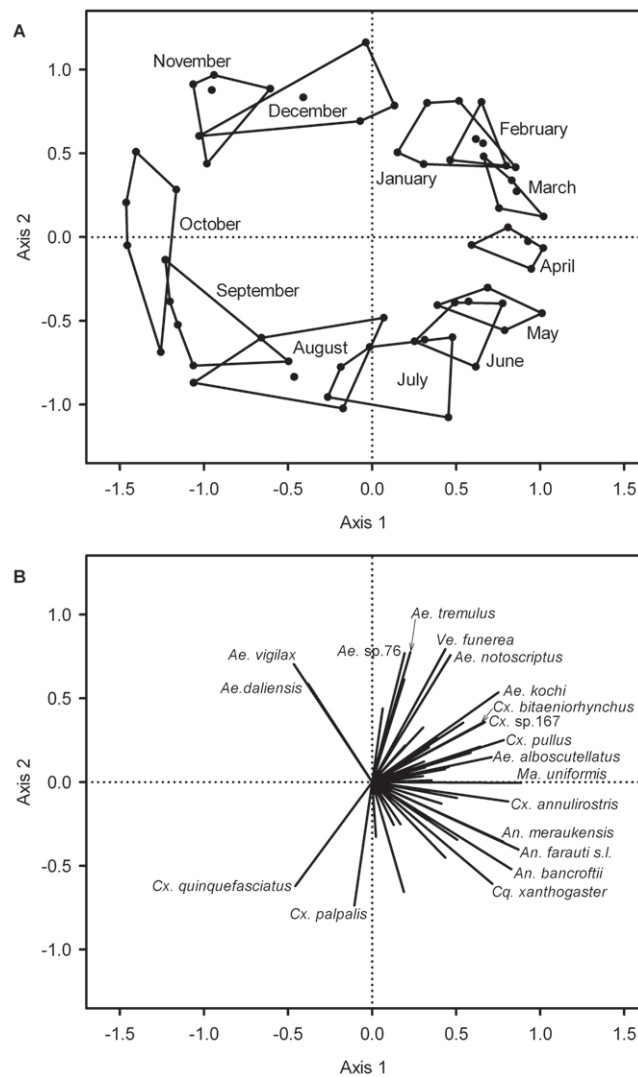 A
November
December
February
January
March
October
April
September
August
May
June
July
1.0
0.5
0.0
-0.5
-1.0
Axis 2
-1.5 -1.0 -0.5 0.0 0.5 1.0 1.5
Axis 1
B
Ae. tremulus
Ae. sp.76
Ve. funerea
Ae. vigilax
Ae. notoscriptus
Ae.daliensis
Ae. kochi
Cx. bitaeniorhynchus
Cx. sp.167
Cx. pullus
Ae. alboscutellatus
Ma. uniformis
Cx. annulirostris
An. meraukensis
An. farauti s.l.
An. bancroftii
Cx. quinquefasciatus
Cq. xanthogaster
Cx. palpalis
1.0
0.5
0.0
-0.5
-1.0
Axis 2
-1.5 -1.0 -0.5 0.0 0.5 1.0 1.5
Axis 1